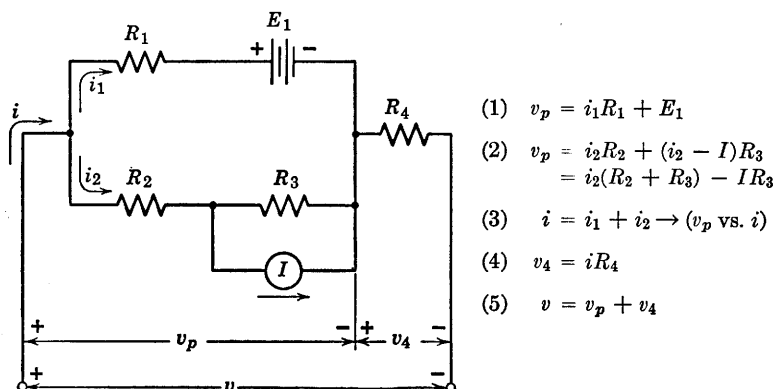 R1
E1
+ −
i1
i
R4
i2
R2
R3
I
+ − + −
vp
v4
+ −
v
(1) vp = i1R1 + E1
(2) vp = i2R2 + (i2 − I)R3
= i2(R2 + R3) − IR3
(3) i = i1 + i2 → (vp vs. i)
(4) v4 = iR4
(5) v = vp + v4